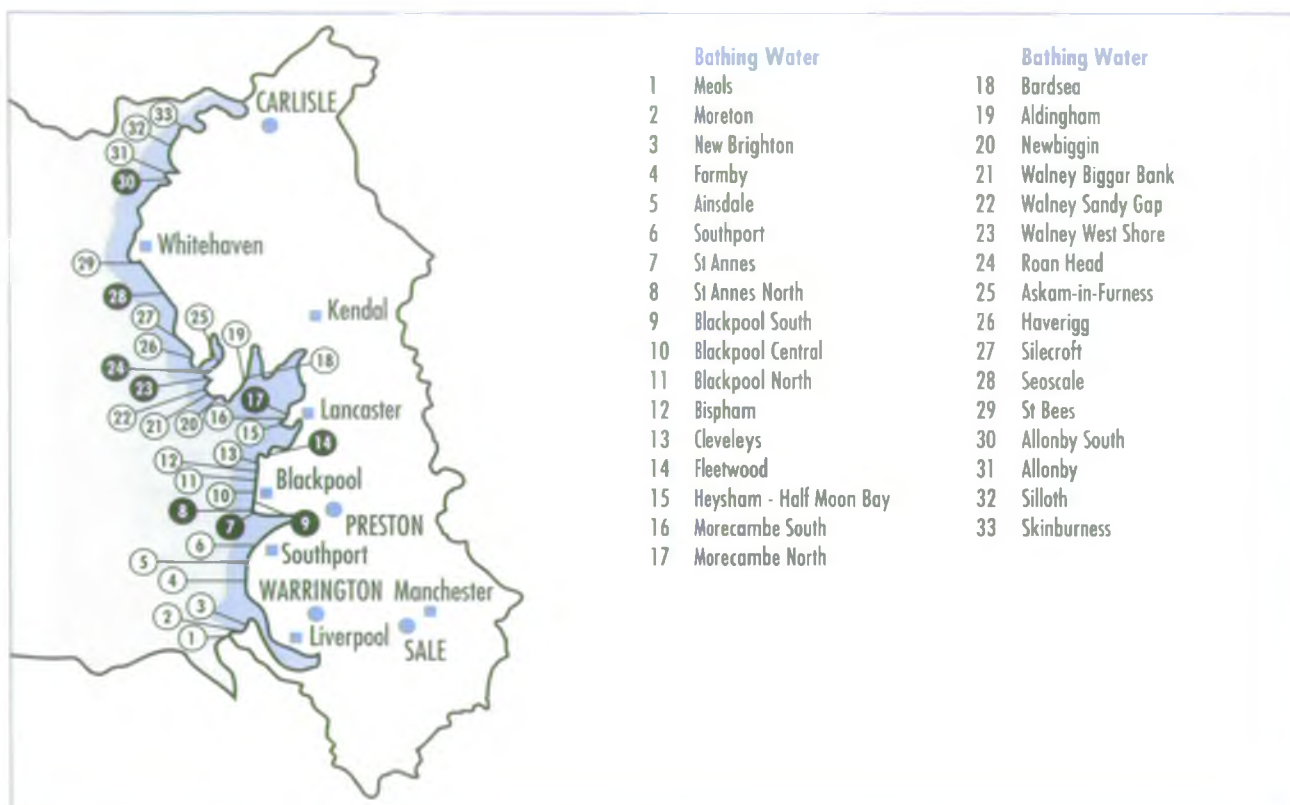 CARLISLE
33
32
31
30
Whitehaven
29
28
Kendal
27
25
19
26
18
24
23
17
22
21
20
16
Lancaster
15
14
13
12
11
Blackpool
10
8
7
9
PRESTON
6
Southport
5
4
WARRINGTON
Manchester
3
2
1
Liverpool
SALE
Bathing Water
1 Meols
2 Moreton
3 New Brighton
4 Formby
5 Ainsdale
6 Southport
7 St Annes
8 St Annes North
9 Blackpool South
10 Blackpool Central
11 Blackpool North
12 Bispham
13 Cleveleys
14 Fleetwood
15 Heysham - Half Moon Bay
16 Morecambe South
17 Morecambe North
Bathing Water
18 Bardsea
19 Aldingham
20 Newbiggin
21 Walney Biggar Bank
22 Walney Sandy Gap
23 Walney West Shore
24 Roan Head
25 Askam-in-Furness
26 Haverigg
27 Silecroft
28 Seascale
29 St Bees
30 Allonby South
31 Allonby
32 Silloth
33 Skinburness